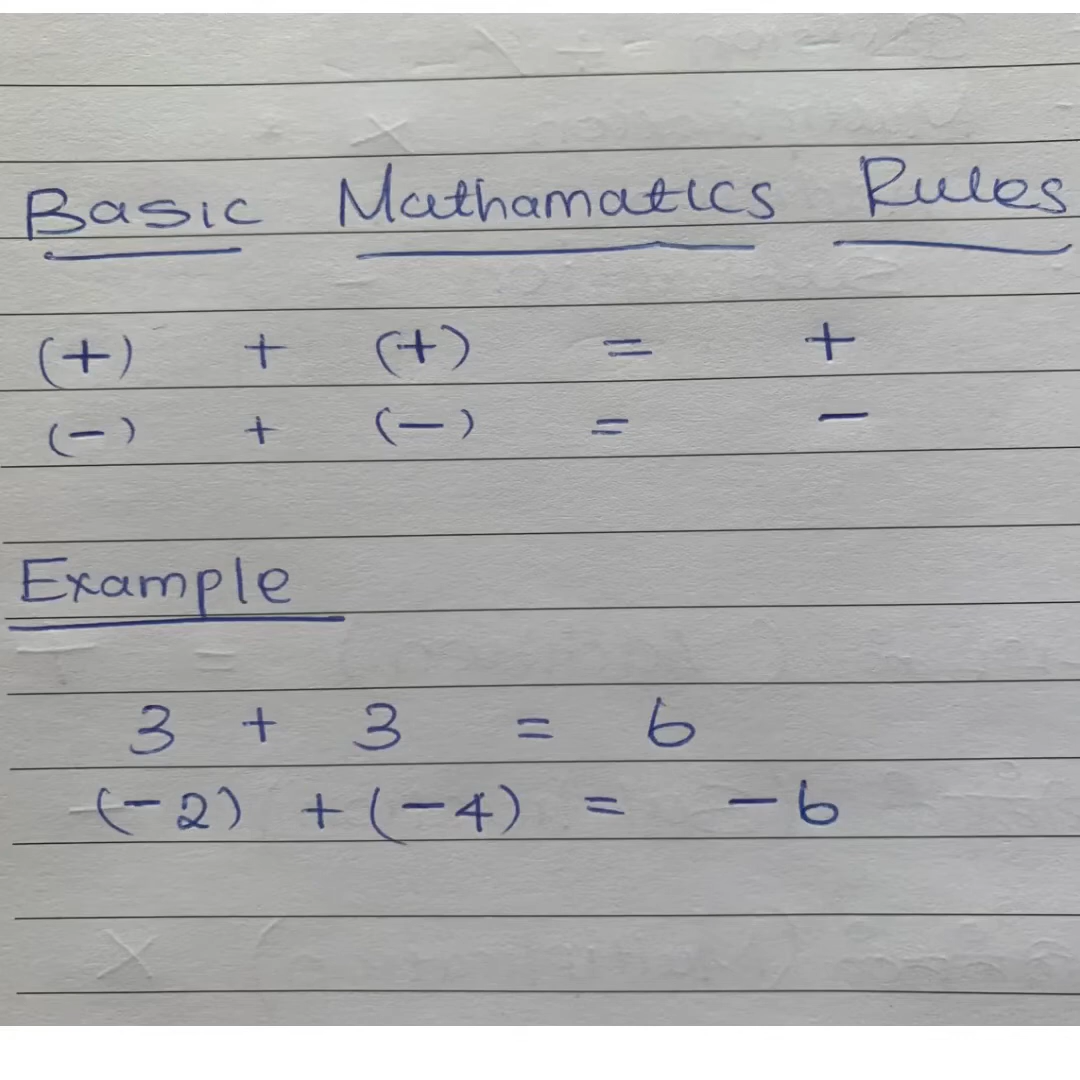 Basic Mathamatics Rules
(+) + (+) = +
(-) + (-) = -
Example
3 + 3 = 6
(-2) + (-4) = -6